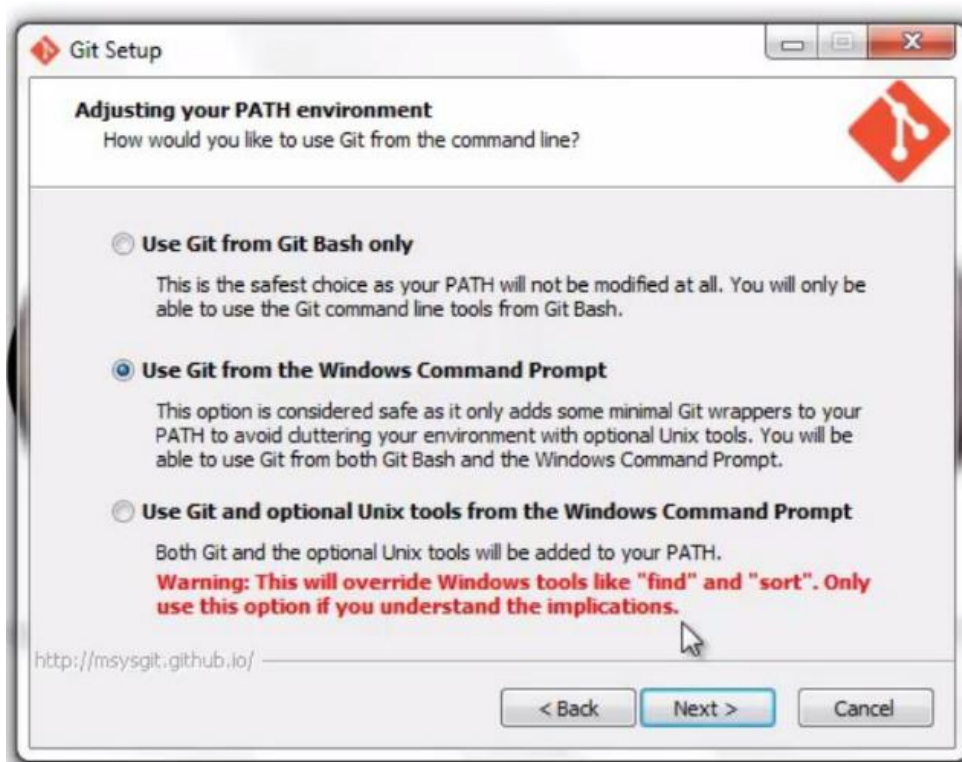 Git Setup
Adjusting your PATH environment
How would you like to use Git from the command line?
Use Git from Git Bash only
This is the safest choice as your PATH will not be modified at all. You will only be
able to use the Git command line tools from Git Bash.
Use Git from the Windows Command Prompt
This option is considered safe as it only adds some minimal Git wrappers to your
PATH to avoid cluttering your environment with optional Unix tools. You will be
able to use Git from both Git Bash and the Windows Command Prompt.
Use Git and optional Unix tools from the Windows Command Prompt
Both Git and the optional Unix tools will be added to your PATH.
Warning: This will override Windows tools like "find" and "sort". Only
use this option if you understand the implications.
http://msysgit.github.io/
< Back Next > Cancel